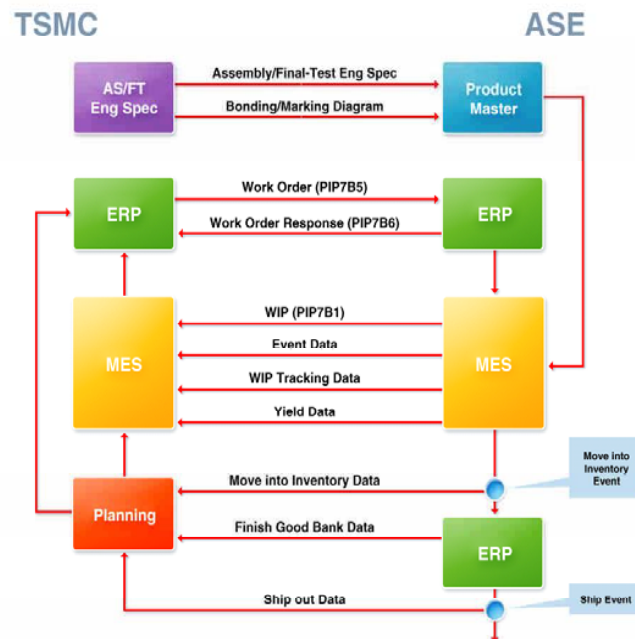 TSMC
ASE
AS/FT
Eng Spec
Assembly/Final-Test Eng Spec
Bonding/Marking Diagram
Product
Master
ERP
Work Order (PIP7B5)
Work Order Response (PIP7B6)
ERP
MES
WIP (PIP7B1)
Event Data
WIP Tracking Data
Yield Data
MES
Move into
Inventory
Event
Planning
Move into Inventory Data
Finish Good Bank Data
ERP
Ship out Data
Ship Event